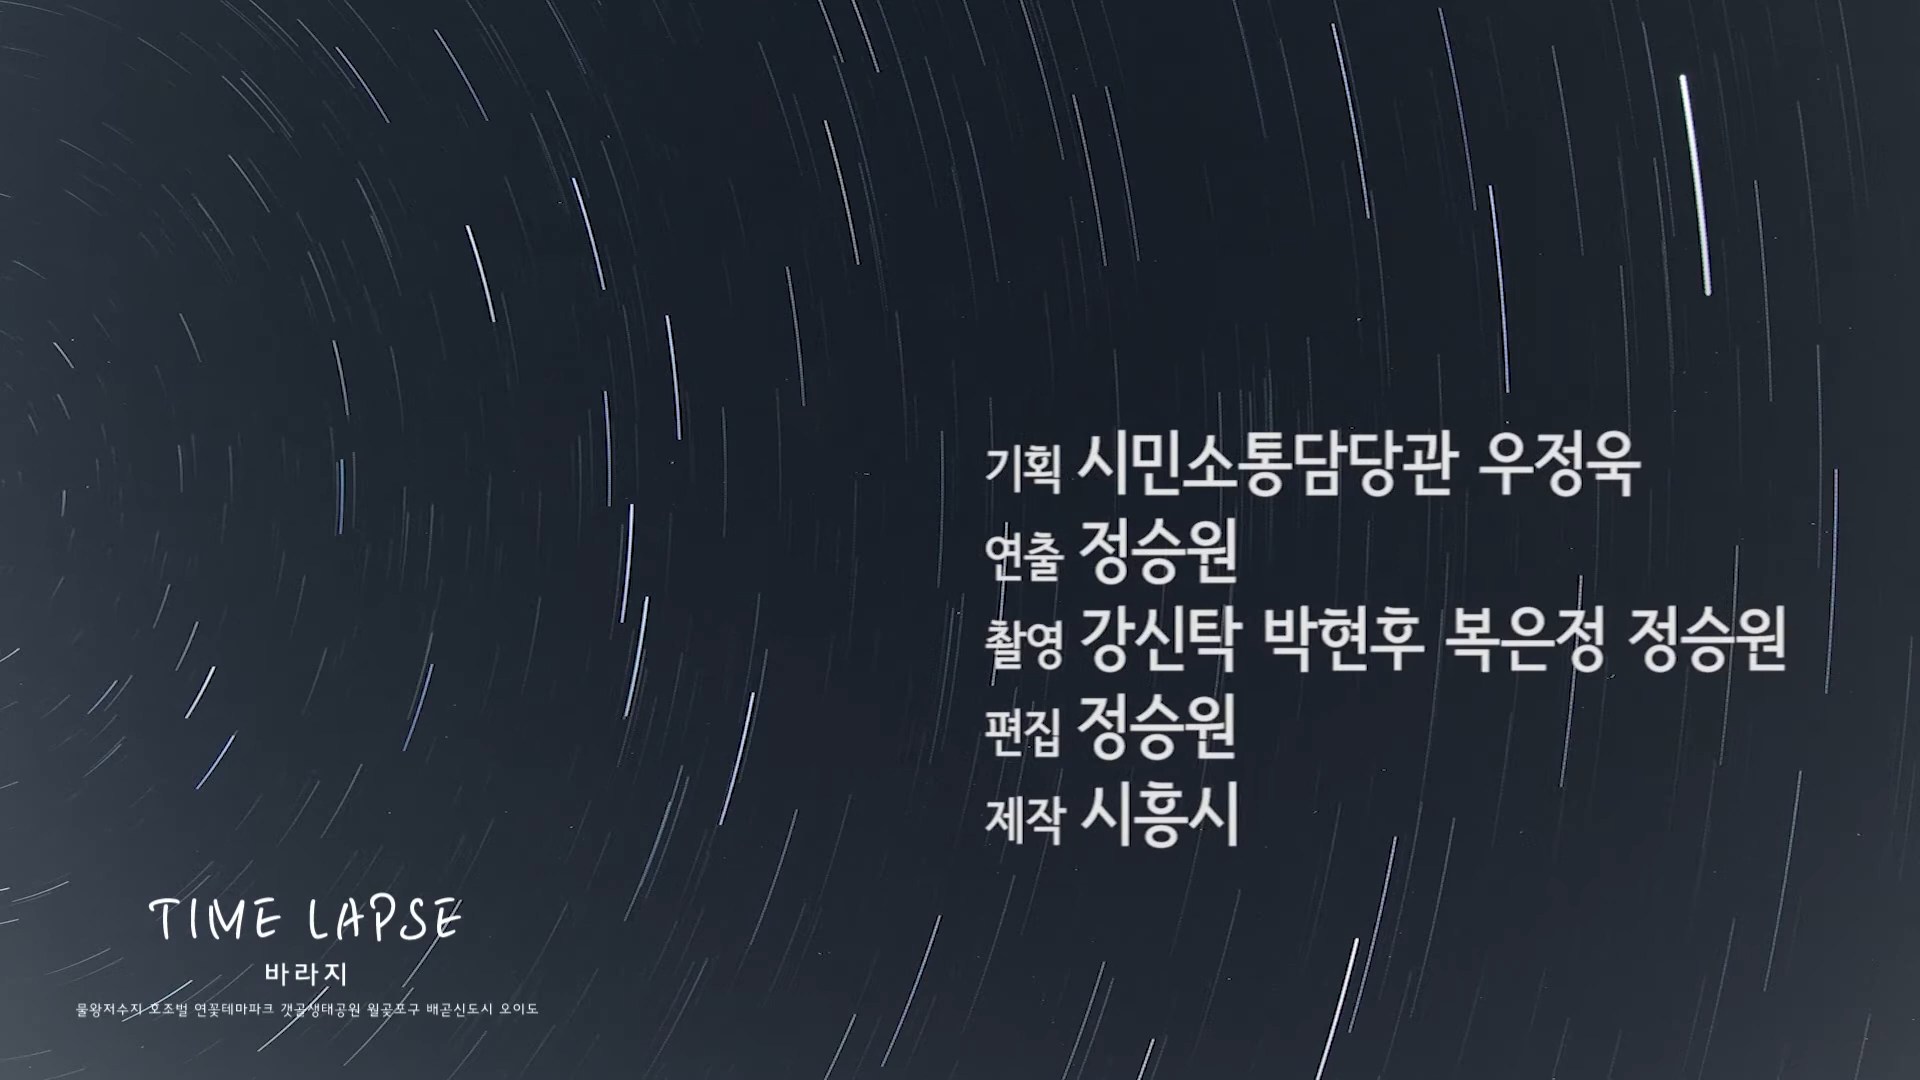 기획 시민소통담당관 우정욱
연출 정승원
촬영 강신탁 박현후 복은정 정승원
편집 정승원
제작 시흥시
TIME LAPSE
바라지
물왕저수지 호조벌 연꽃테마파크 갯골생태공원 월곶포구 배곧신도시 오이도